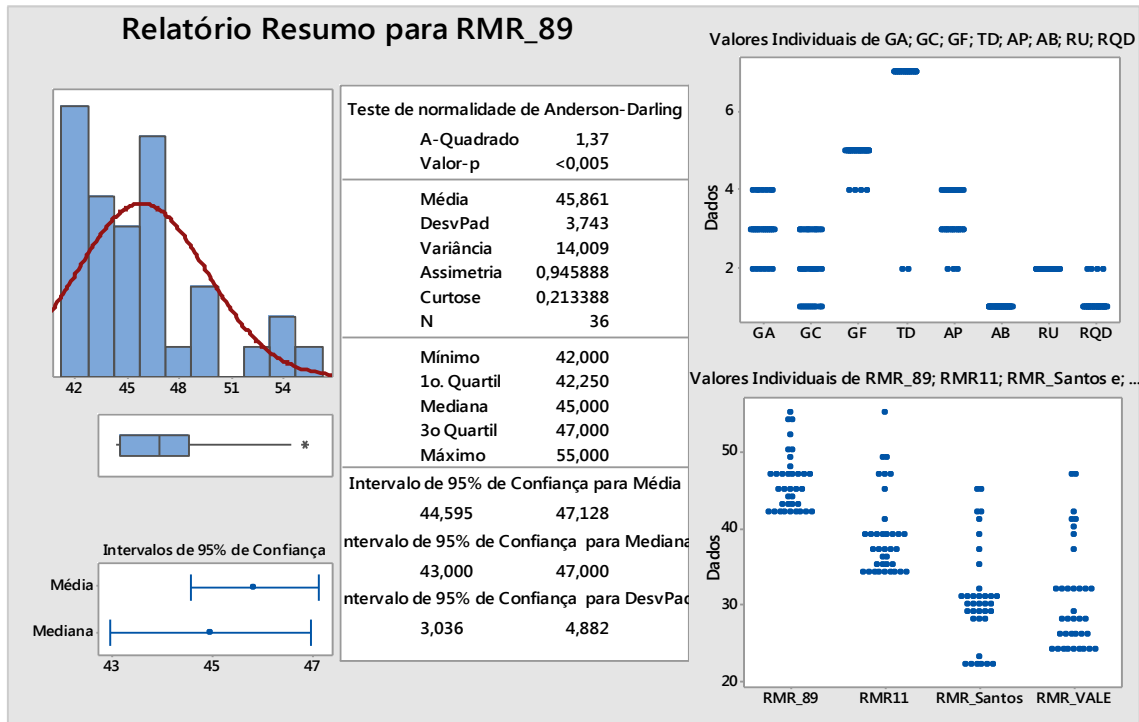 Relatório Resumo para RMR_89
42 45 48 51 54
*
Intervalos de 95% de Confiança
Média
Mediana
43 45 47
Teste de normalidade de Anderson-Darling
A-Quadrado 1,37
Valor-p <0,005
Média 45,861
DesvPad 3,743
Variância 14,009
Assimetria 0,945888
Curtose 0,213388
N 36
Mínimo 42,000
1o. Quartil 42,250
Mediana 45,000
3o Quartil 47,000
Máximo 55,000
Intervalo de 95% de Confiança para Média
44,595 47,128
ntervalo de 95% de Confiança para Mediana
43,000 47,000
ntervalo de 95% de Confiança para DesvPad
3,036 4,882
Valores Individuais de GA; GC; GF; TD; AP; AB; RU; RQD
Dados
6
4
2
GA GC GF TD AP AB RU RQD
Valores Individuais de RMR_89; RMR11; RMR_Santos e; ...
Dados
50
40
30
20
RMR_89 RMR11 RMR_Santos RMR_VALE